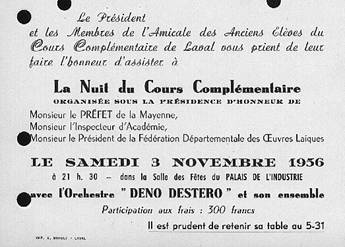 Le Président
et les Membres de l'Amicale des Anciens Elèves du
Cours Complémentaire de Laval vous prient de leur
faire l'honneur d'assister à
La Nuit du Cours Complémentaire
ORGANISÉE SOUS LA PRÉSIDENCE D'HONNEUR DE
Monsieur le PRÉFET de la Mayenne,
Monsieur l'Inspecteur d'Académie,
Monsieur le Président de la Fédération Départementale des Œuvres Laïques
LE SAMEDI 3 NOVEMBRE 1956
à 21 h. 30 - dans la Salle des Fêtes du PALAIS DE L'INDUSTRIE
avec l'Orchestre "DENO DESTERO" et son ensemble
Participation aux frais : 300 francs
Il est prudent de retenir sa table au 5-31
LAVAL